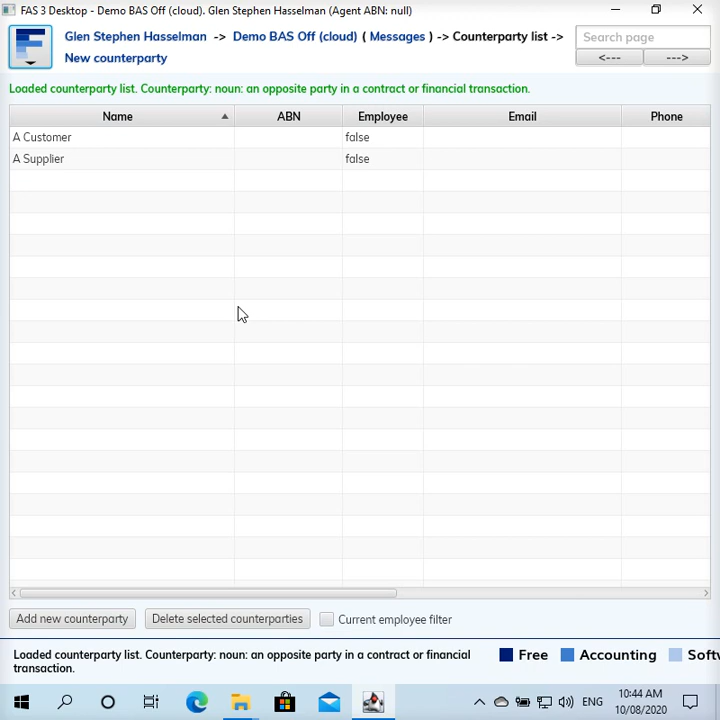 FAS 3 Desktop - Demo BAS Off (cloud). Glen Stephen Hasselman (Agent ABN: null)
Glen Stephen Hasselman -> Demo BAS Off (cloud) ( Messages ) -> Counterparty list ->
New counterparty
Search page
<--- --->
Loaded counterparty list. Counterparty: noun: an opposite party in a contract or financial transaction.
Name ABN Employee Email Phone
A Customer false
A Supplier false
Add new counterparty Delete selected counterparties Current employee filter
Loaded counterparty list. Counterparty: noun: an opposite party in a contract or financial
transaction.
Free Accounting Softv
ENG
10:44 AM
10/08/2020